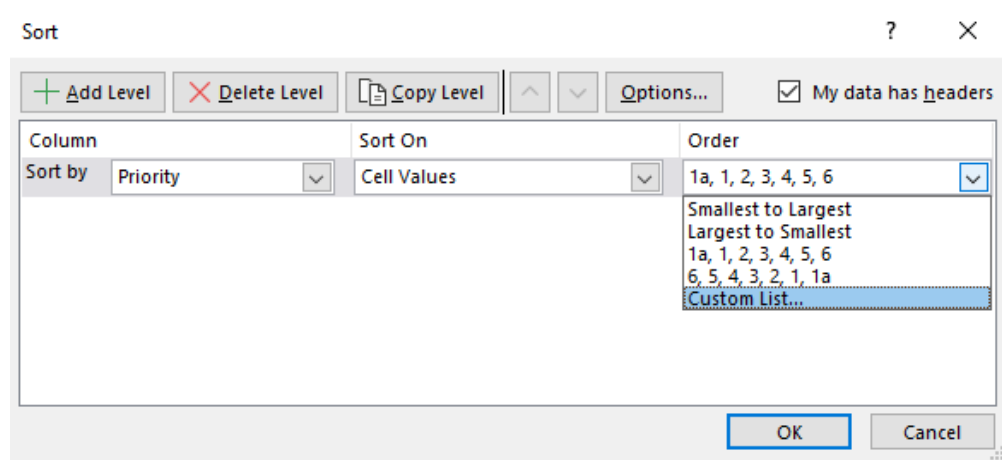 Sort ?
Add Level Delete Level Copy Level Options... My data has headers
Column Sort On Order
Sort by Priority Cell Values 1a, 1, 2, 3, 4, 5, 6
Smallest to Largest
Largest to Smallest
1a, 1, 2, 3, 4, 5, 6
6, 5, 4, 3, 2, 1, 1a
Custom List...
OK Cancel